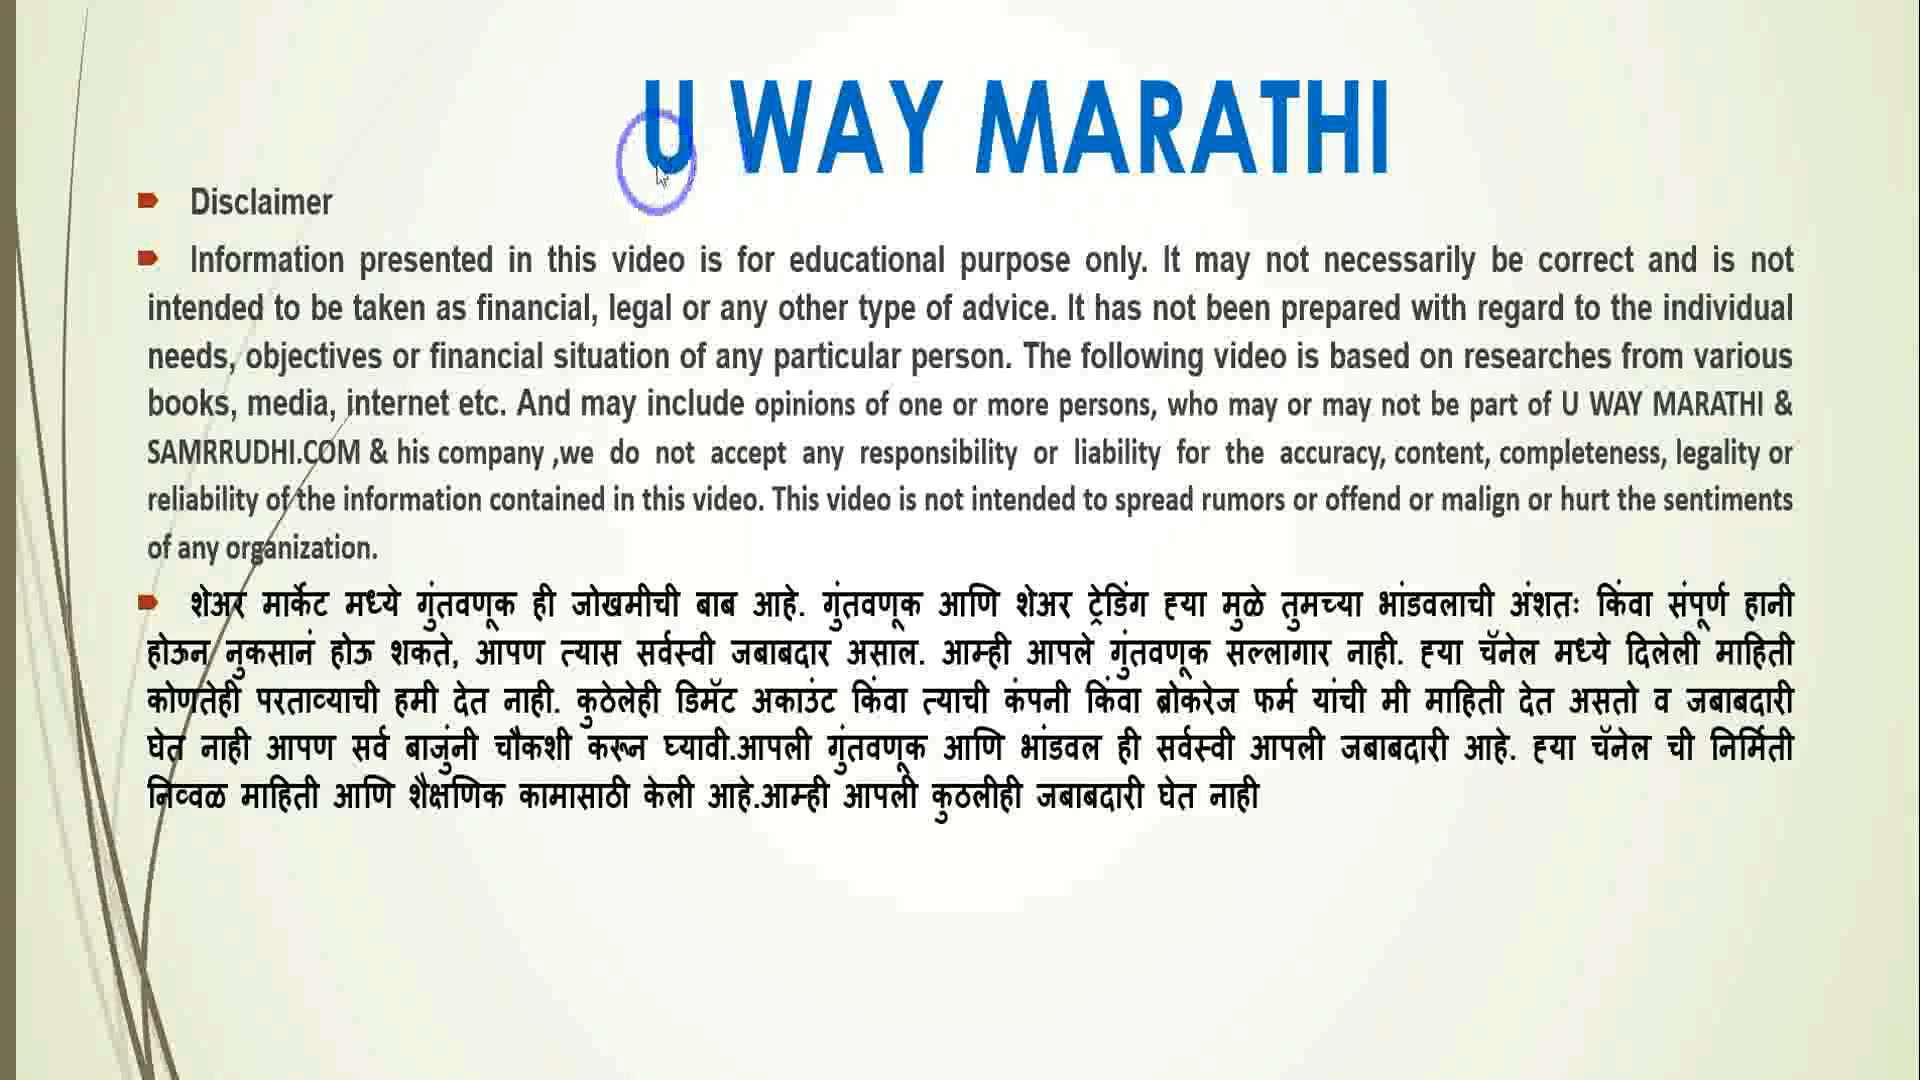 U WAY MARATHI
Disclaimer
Information presented in this video is for educational purpose only. It may not necessarily be correct and is not
intended to be taken as financial, legal or any other type of advice. It has not been prepared with regard to the individual
needs, objectives or financial situation of any particular person. The following video is based on researches from various
books, media, internet etc. And may include opinions of one or more persons, who may or may not be part of U WAY MARATHI &
SAMRRUDHI.COM & his company ,we do not accept any responsibility or liability for the accuracy, content, completeness, legality or
reliability of the information contained in this video. This video is not intended to spread rumors or offend or malign or hurt the sentiments
of any organization.
शेअर मार्केट मध्ये गुंतवणूक ही जोखमीची बाब आहे. गुंतवणूक आणि शेअर ट्रेडिंग ह्या मुळे तुमच्या भांडवलाची अंशतः किंवा संपूर्ण हानी
होऊन नुकसानं होऊ शकते, आपण त्यास सर्वस्वी जबाबदार असाल. आम्ही आपले गुंतवणूक सल्लागार नाही. ह्या चॅनेल मध्ये दिलेली माहिती
कोणतेही परताव्याची हमी देत नाही. कुठेलेही डिमॅट अकाउंट किंवा त्याची कंपनी किंवा ब्रोकरेज फर्म यांची मी माहिती देत असतो व जबाबदारी
घेत नाही आपण सर्व बाजुंनी चौकशी करून घ्यावी.आपली गुंतवणूक आणि भांडवल ही सर्वस्वी आपली जबाबदारी आहे. ह्या चॅनेल ची निर्मिती
निव्वळ माहिती आणि शैक्षणिक कामासाठी केली आहे.आम्ही आपली कुठलीही जबाबदारी घेत नाही